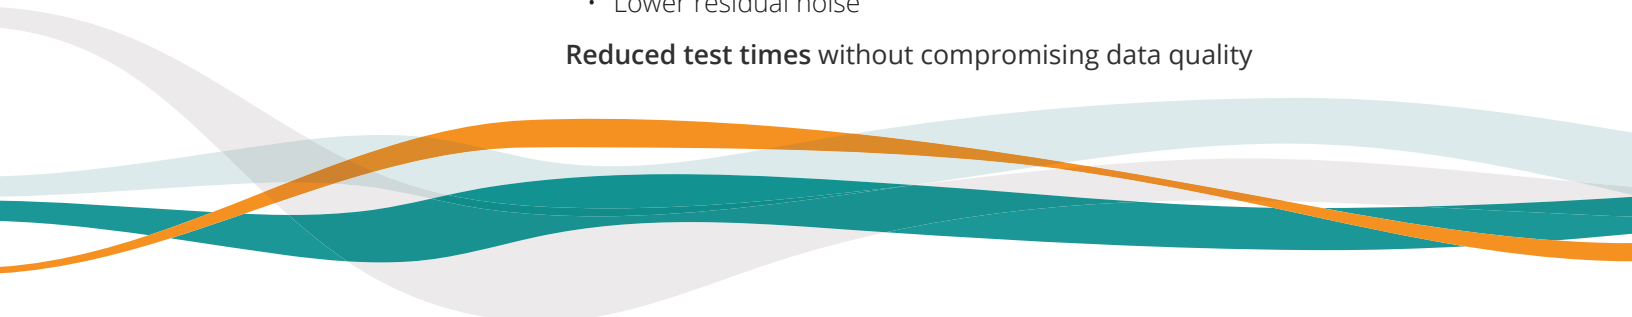 • Lower residual noise
Reduced test times without compromising data quality